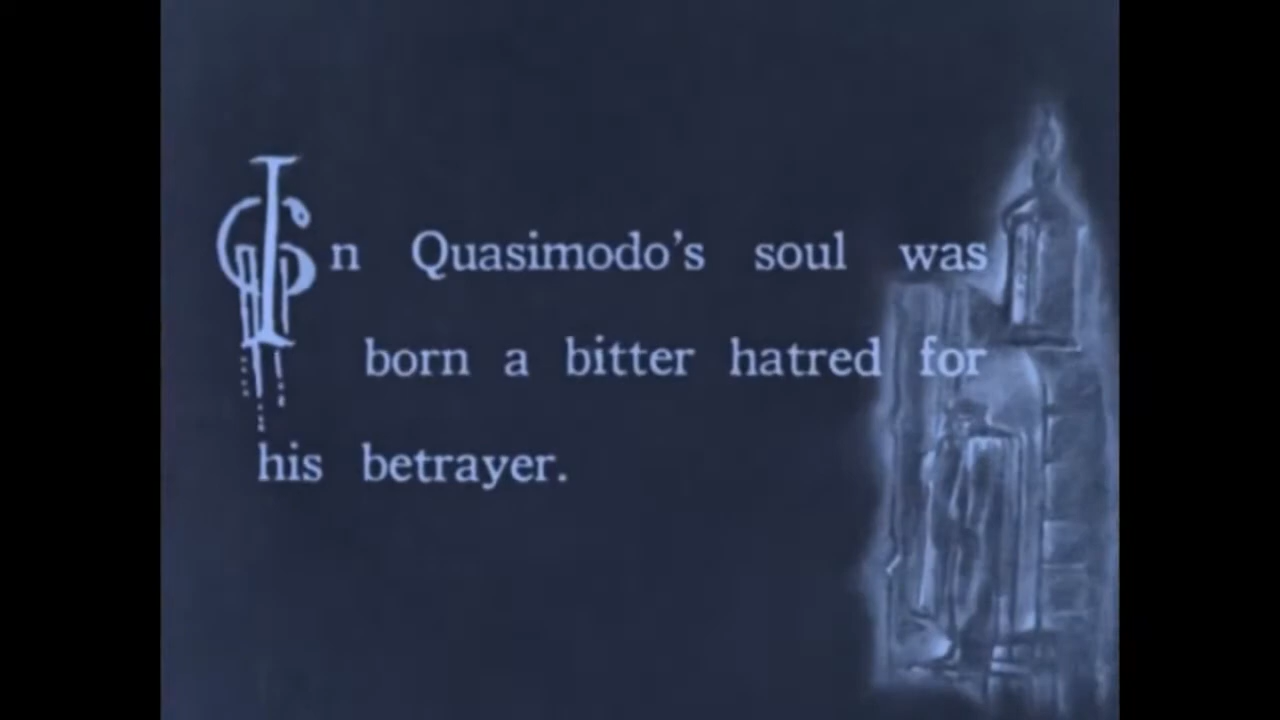 In Quasimodo's soul was
born a bitter hatred for
his betrayer.